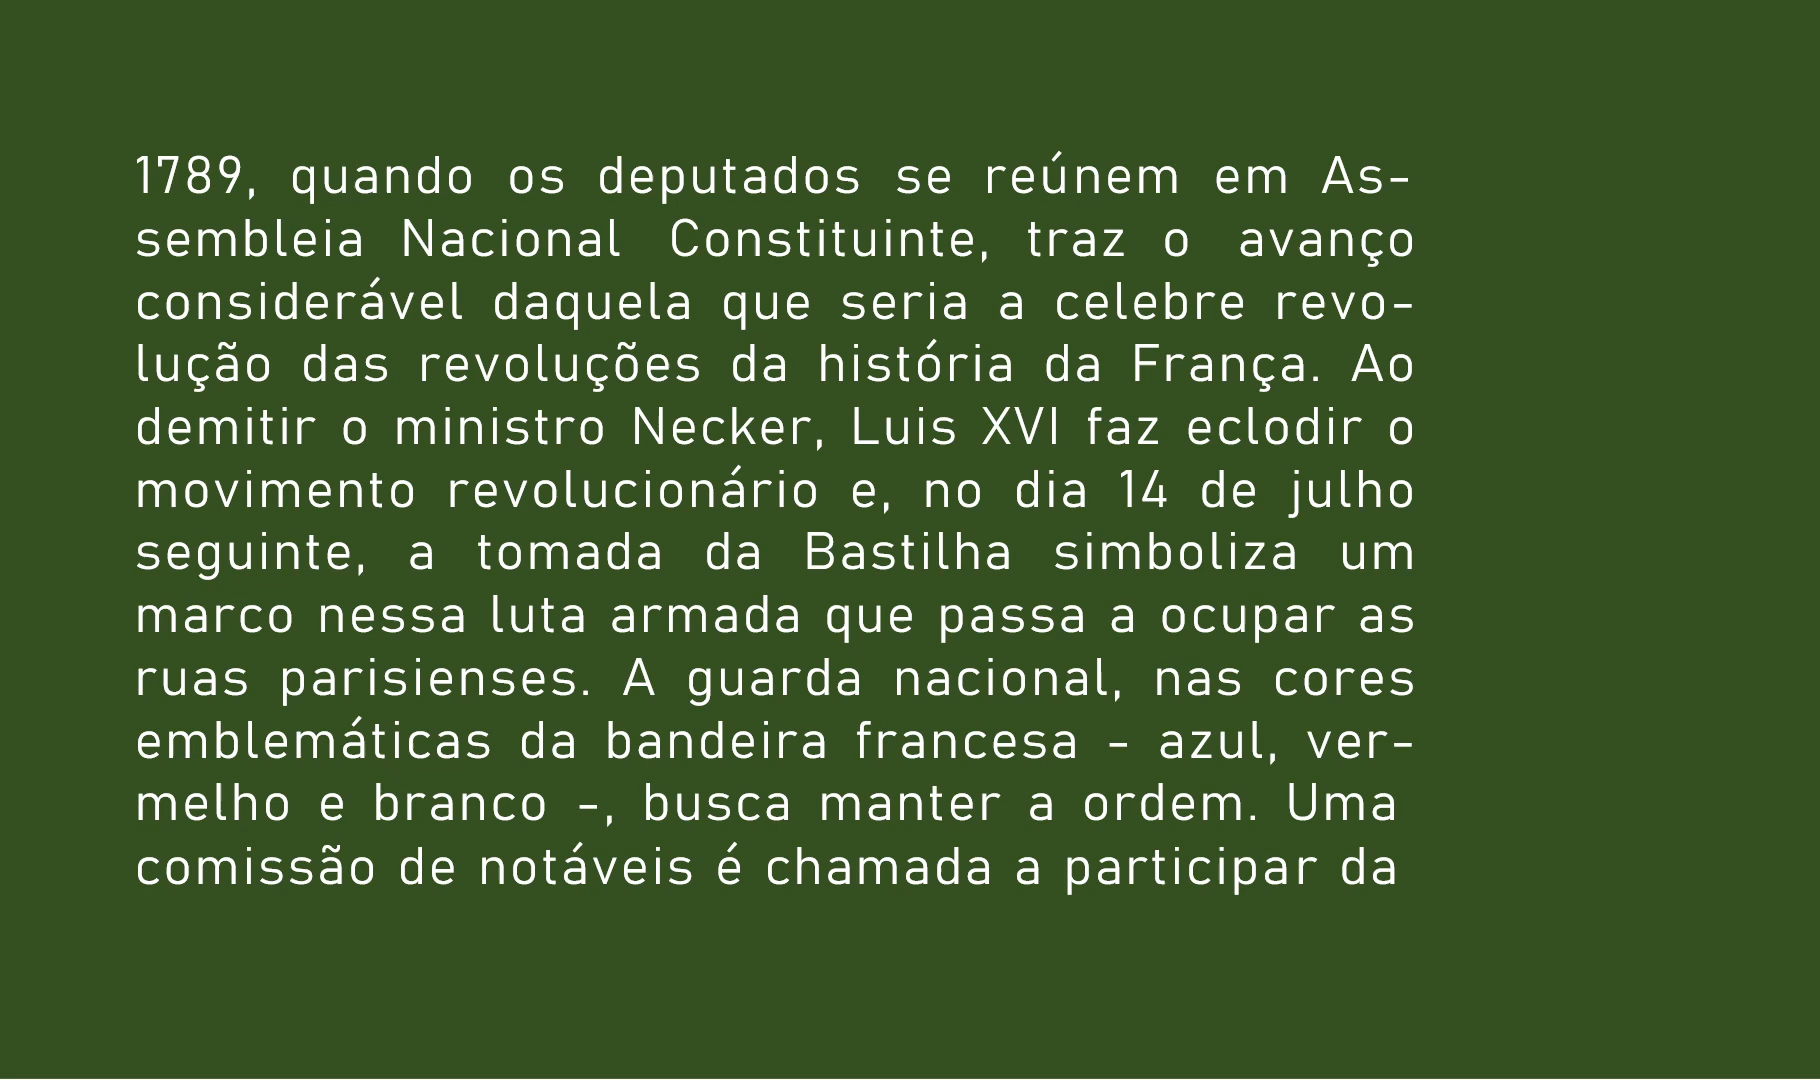 1789, quando os deputados se reúnem em As-
sembleia Nacional Constituinte, traz o avanço
considerável daquela que seria a celebre revo-
lução das revoluções da história da França. Ao
demitir o ministro Necker, Luis XVI faz eclodir o
movimento revolucionário e, no dia 14 de julho
seguinte, a tomada da Bastilha simboliza um
marco nessa luta armada que passa a ocupar as
ruas parisienses. A guarda nacional, nas cores
emblemáticas da bandeira francesa - azul, ver-
melho e branco -, busca manter a ordem. Uma
comissão de notáveis é chamada a participar da